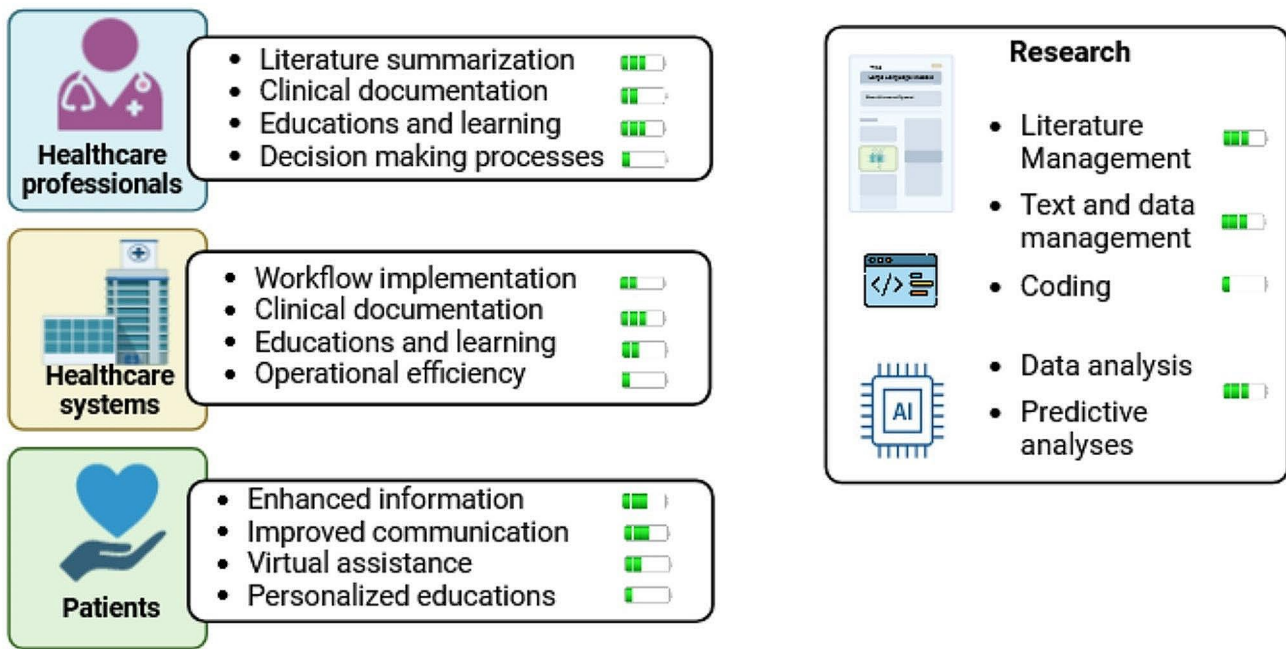 Healthcare
professionals
• Literature summarization
• Clinical documentation
• Educations and learning
• Decision making processes
Healthcare
systems
• Workflow implementation
• Clinical documentation
• Educations and learning
• Operational efficiency
Patients
• Enhanced information
• Improved communication
• Virtual assistance
• Personalized educations
Research
• Literature
Management
• Text and data
management
</>
• Coding
AI
• Data analysis
• Predictive
analyses